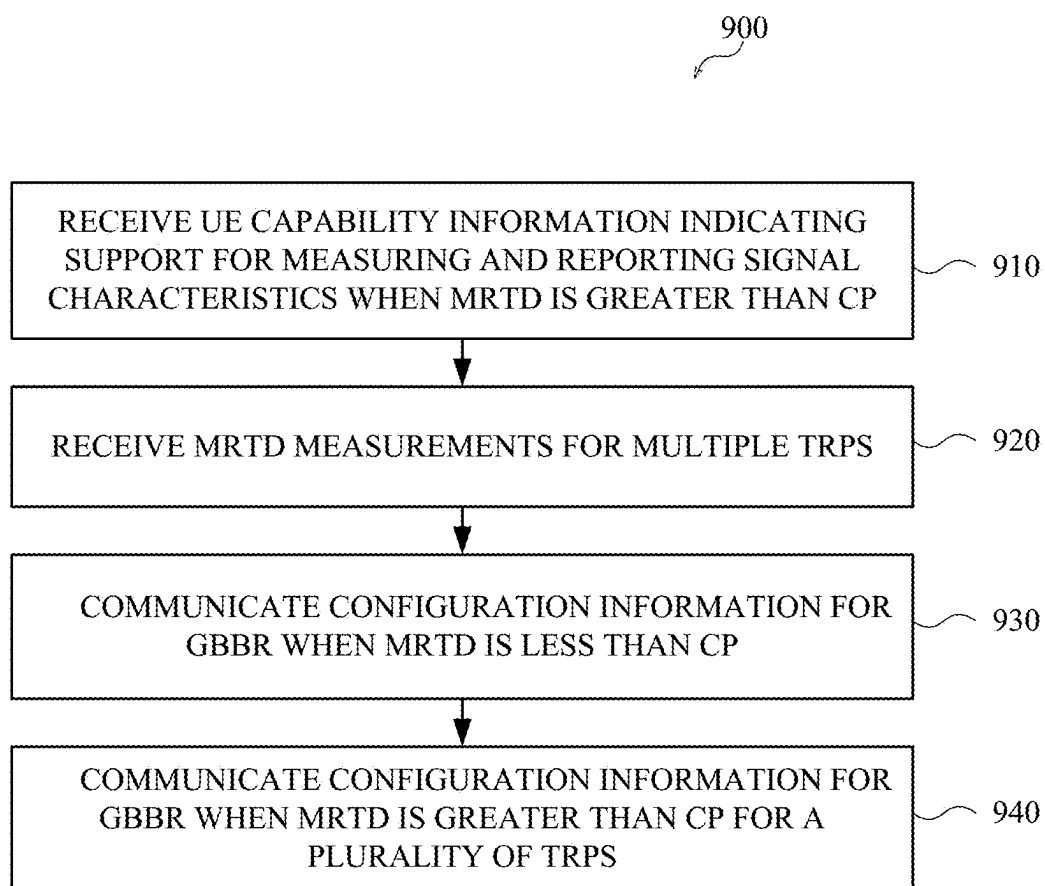 900
RECEIVE UE CAPABILITY INFORMATION INDICATING
SUPPORT FOR MEASURING AND REPORTING SIGNAL
CHARACTERISTICS WHEN MRTD IS GREATER THAN CP
910
RECEIVE MRTD MEASUREMENTS FOR MULTIPLE TRPS
920
COMMUNICATE CONFIGURATION INFORMATION FOR
GBBR WHEN MRTD IS LESS THAN CP
930
COMMUNICATE CONFIGURATION INFORMATION FOR
GBBR WHEN MRTD IS GREATER THAN CP FOR A
PLURALITY OF TRPS
940